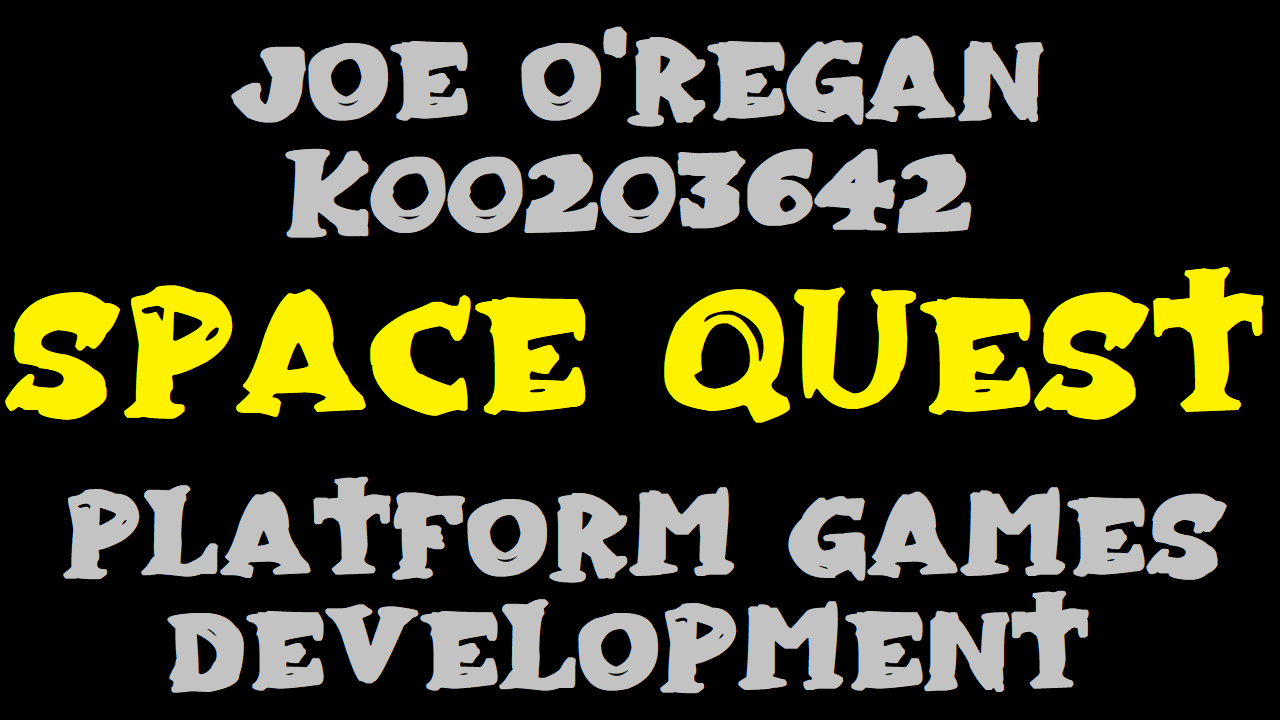 JOE O'REGAN
K00203642
SPACE QUEST
PLATFORM GAMES
DEVELOPMENT